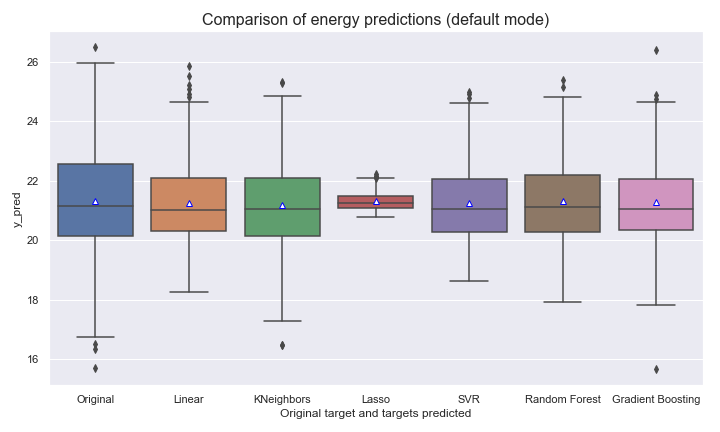 Comparison of energy predictions (default mode)
26
24
22
20
18
16
y_pred
Original Linear KNeighbors Lasso SVR Random Forest Gradient Boosting
Original target and targets predicted